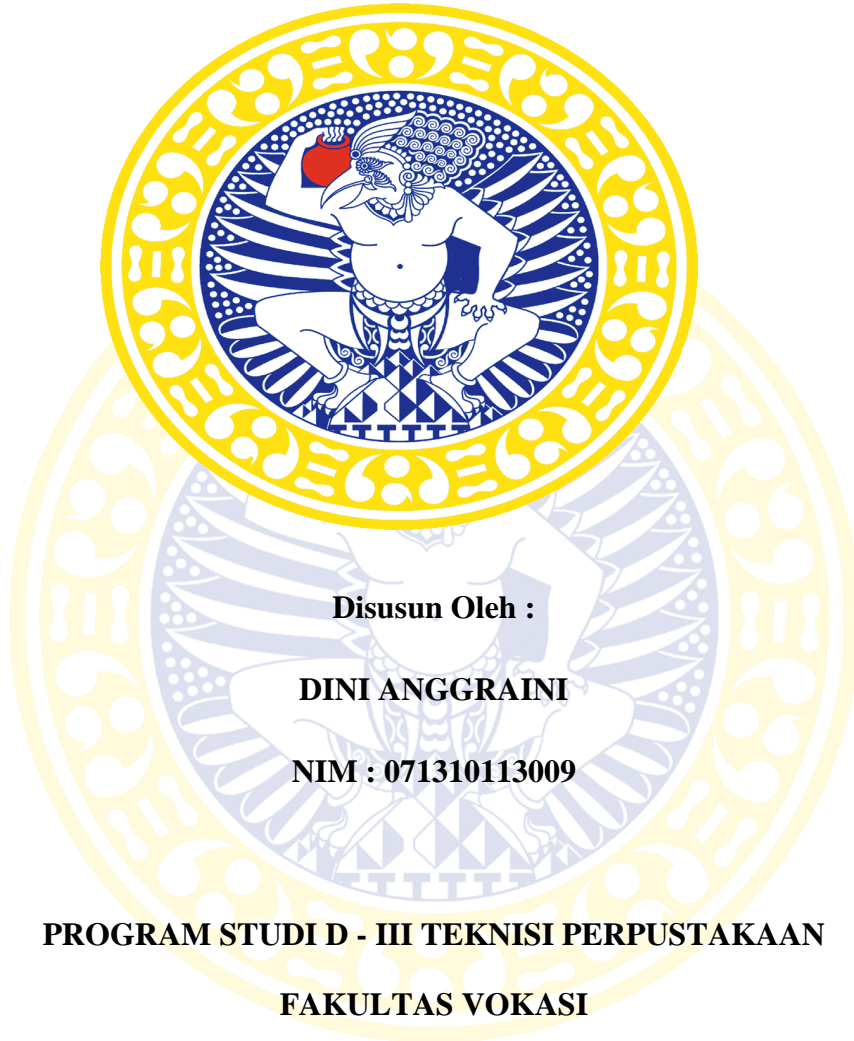 Disusun Oleh :
DINI ANGGRAINI
NIM : 071310113009
PROGRAM STUDI D - III TEKNISI PERPUSTAKAAN
FAKULTAS VOKASI